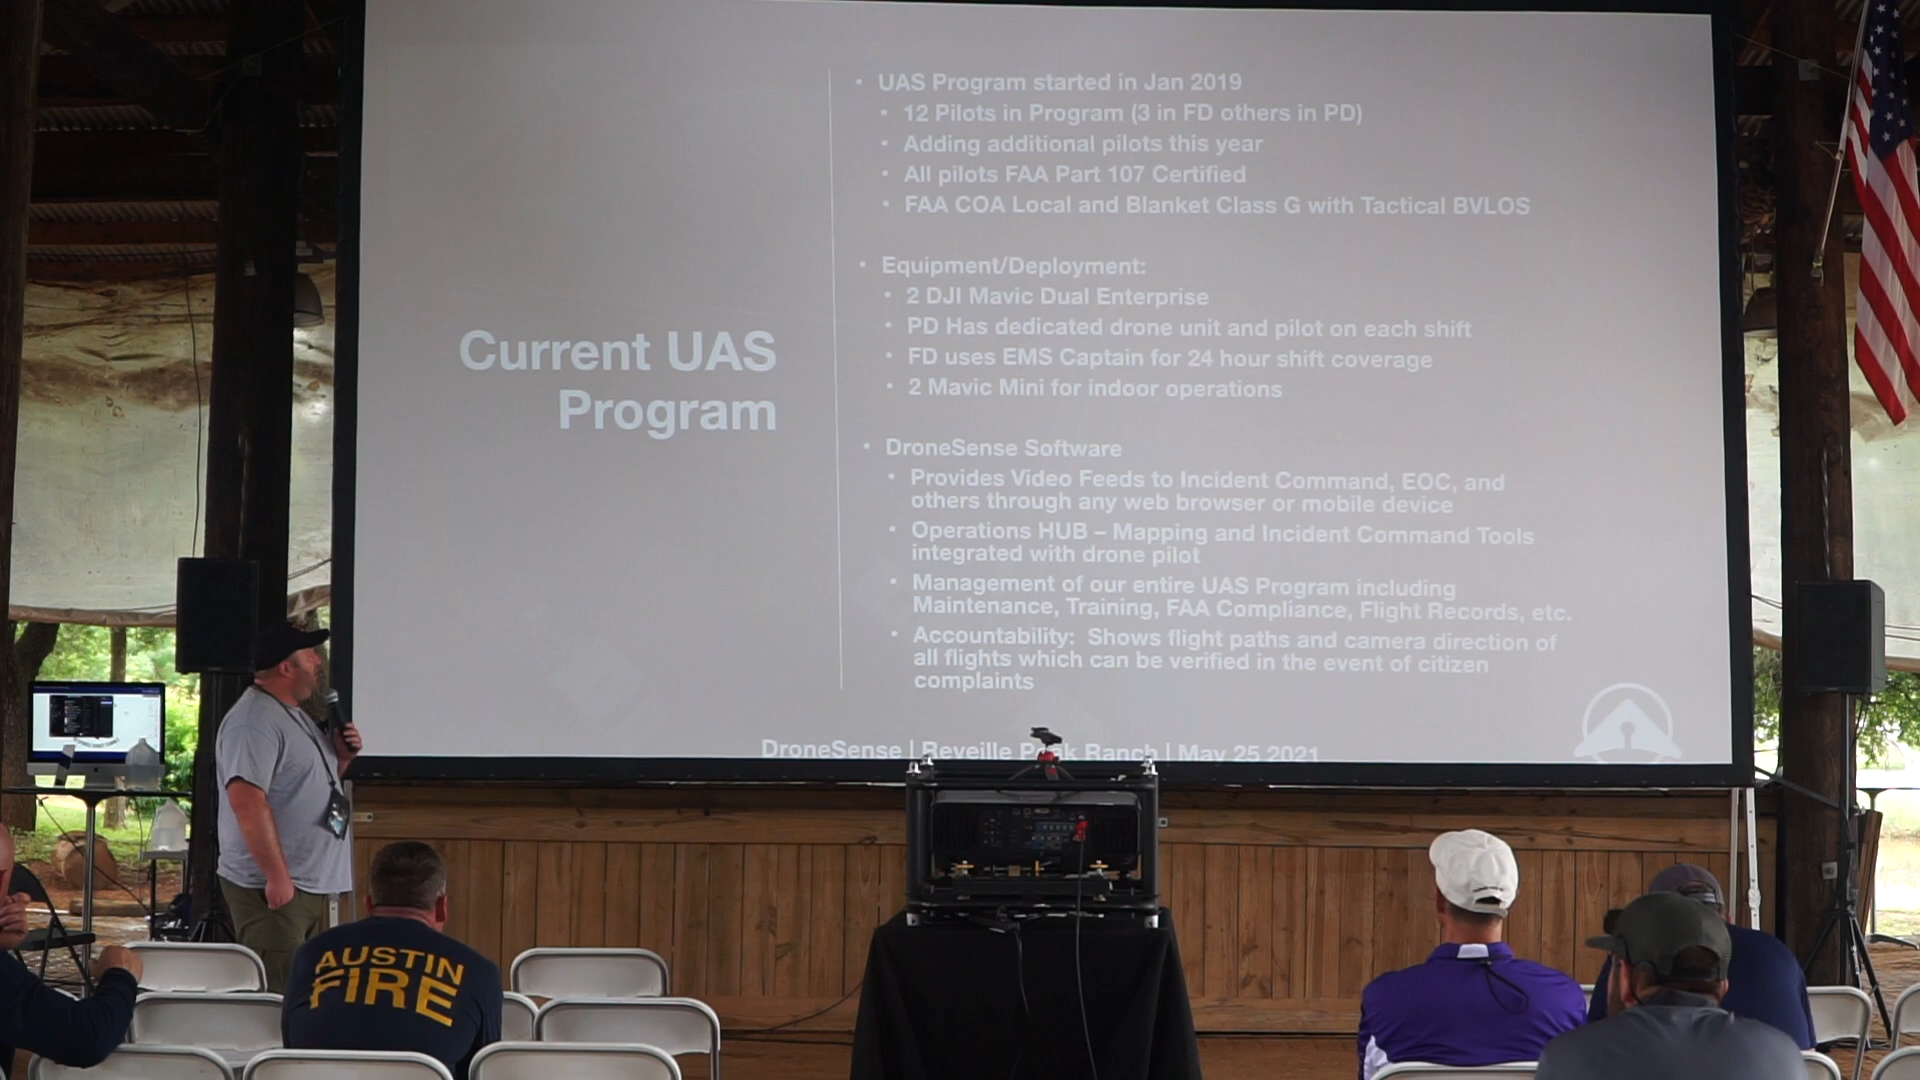 Current UAS
Program
• UAS Program started in Jan 2019
• 12 Pilots in Program (3 in FD others in PD)
• Adding additional pilots this year
• All pilots FAA Part 107 Certified
• FAA COA Local and Blanket Class G with Tactical BVLOS
• Equipment/Deployment:
• 2 DJI Mavic Dual Enterprise
• PD Has dedicated drone unit and pilot on each shift
• FD uses EMS Captain for 24 hour shift coverage
• 2 Mavic Mini for indoor operations
• DroneSense Software
• Provides Video Feeds to Incident Command, EOC, and
others through any web browser or mobile device
• Operations HUB – Mapping and Incident Command Tools
integrated with drone pilot
• Management of our entire UAS Program including
Maintenance, Training, FAA Compliance, Flight Records, etc.
• Accountability: Shows flight paths and camera direction of
all flights which can be verified in the event of citizen
complaints
DroneSense | Reveille Peak Ranch | May 25 2021
AUSTIN
FIRE